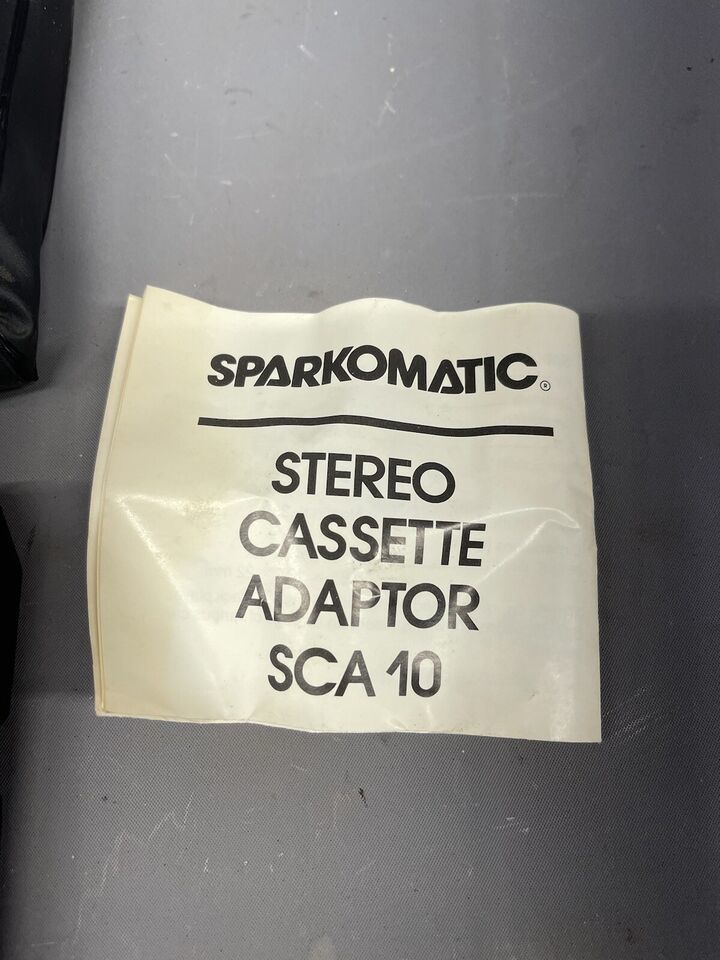 SPARKOMATIC®
STEREO
CASSETTE
ADAPTOR
SCA 10